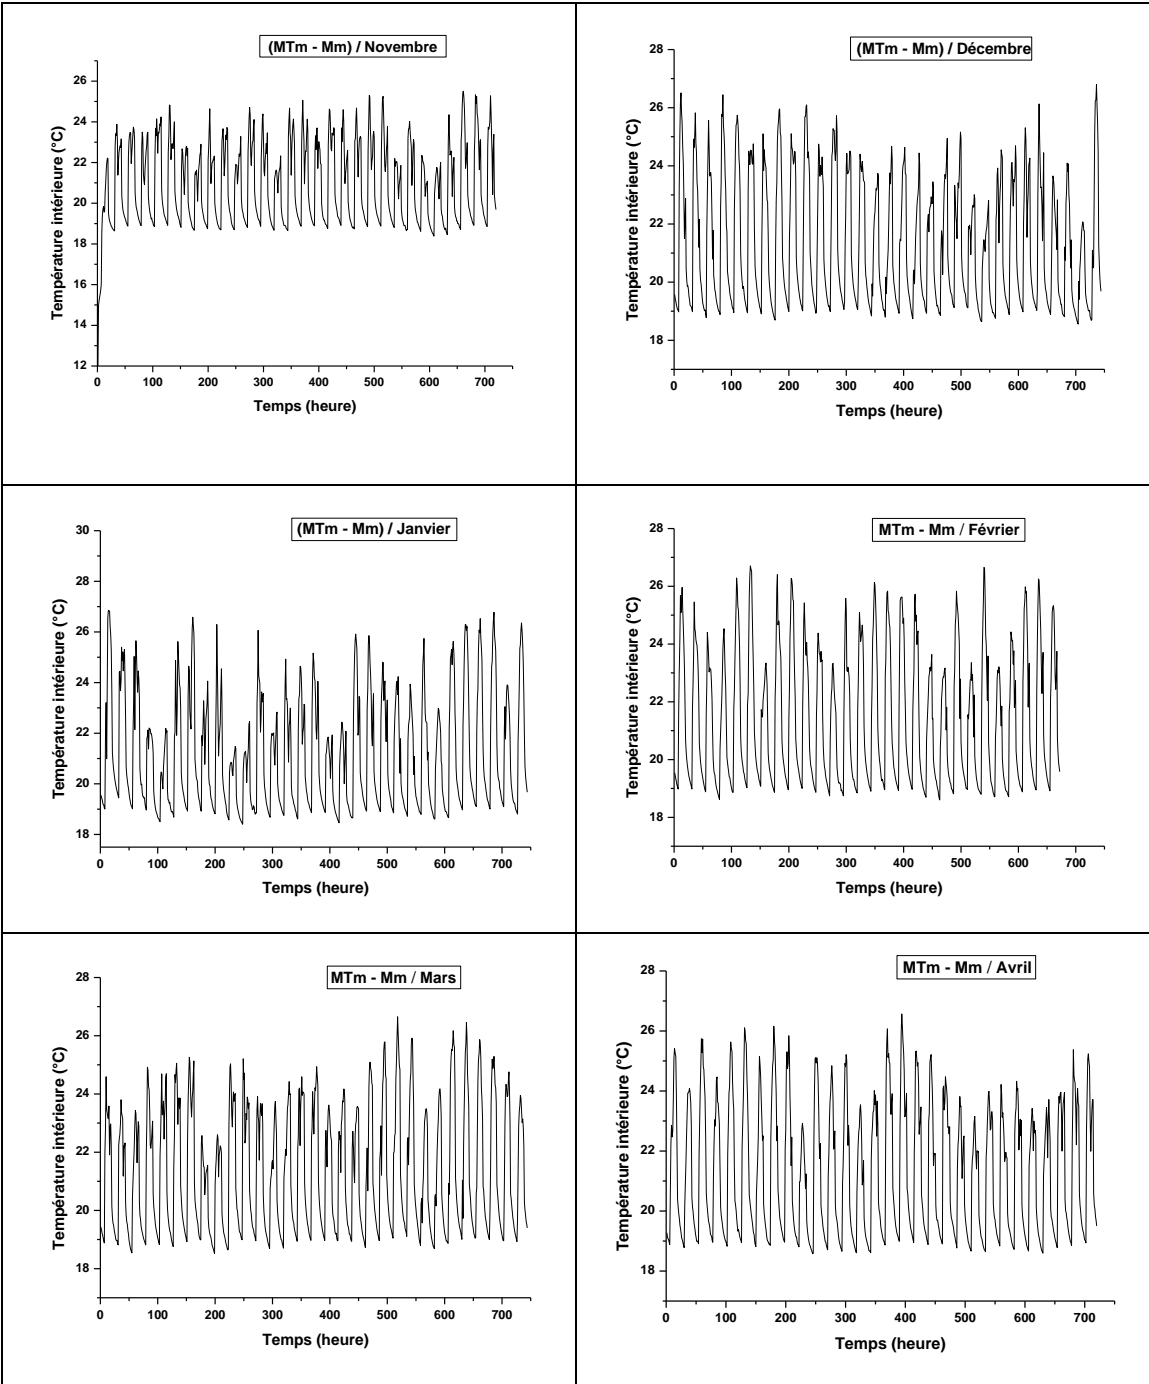 (MTm - Mm) / Novembre
Température intérieure (°C)
26
24
22
20
18
16
14
12
0 100 200 300 400 500 600 700
Temps (heure)
(MTm - Mm) / Décembre
Température intérieure (°C)
28
26
24
22
20
18
0 100 200 300 400 500 600 700
Temps (heure)
(MTm - Mm) / Janvier
Température intérieure (°C)
30
28
26
24
22
20
18
0 100 200 300 400 500 600 700
Temps (heure)
MTm - Mm / Février
Température intérieure (°C)
28
26
24
22
20
18
0 100 200 300 400 500 600 700
Temps (heure)
MTm - Mm / Mars
Température intérieure (°C)
28
26
24
22
20
18
0 100 200 300 400 500 600 700
Temps (heure)
MTm - Mm / Avril
Température intérieure (°C)
28
26
24
22
20
18
0 100 200 300 400 500 600 700
Temps (heure)